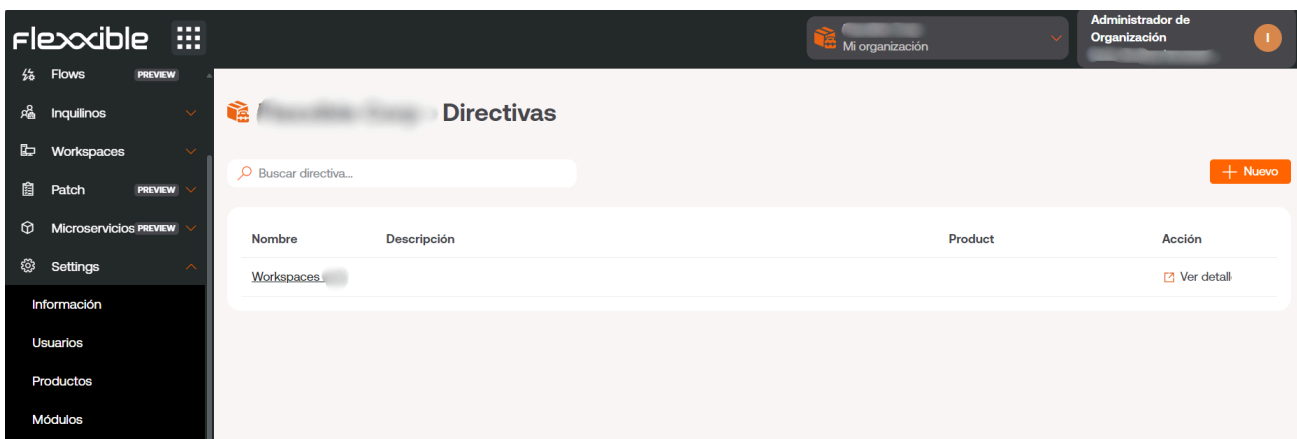 Flexxible
Mi organización
Administrador de
Organización
I
Flows PREVIEW
Inquilinos
Workspaces
Patch PREVIEW
Microservicios PREVIEW
Settings
Información
Usuarios
Productos
Módulos
Directivas
Buscar directiva...
Nuevo
Nombre Descripción Product Acción
Workspaces Ver detall